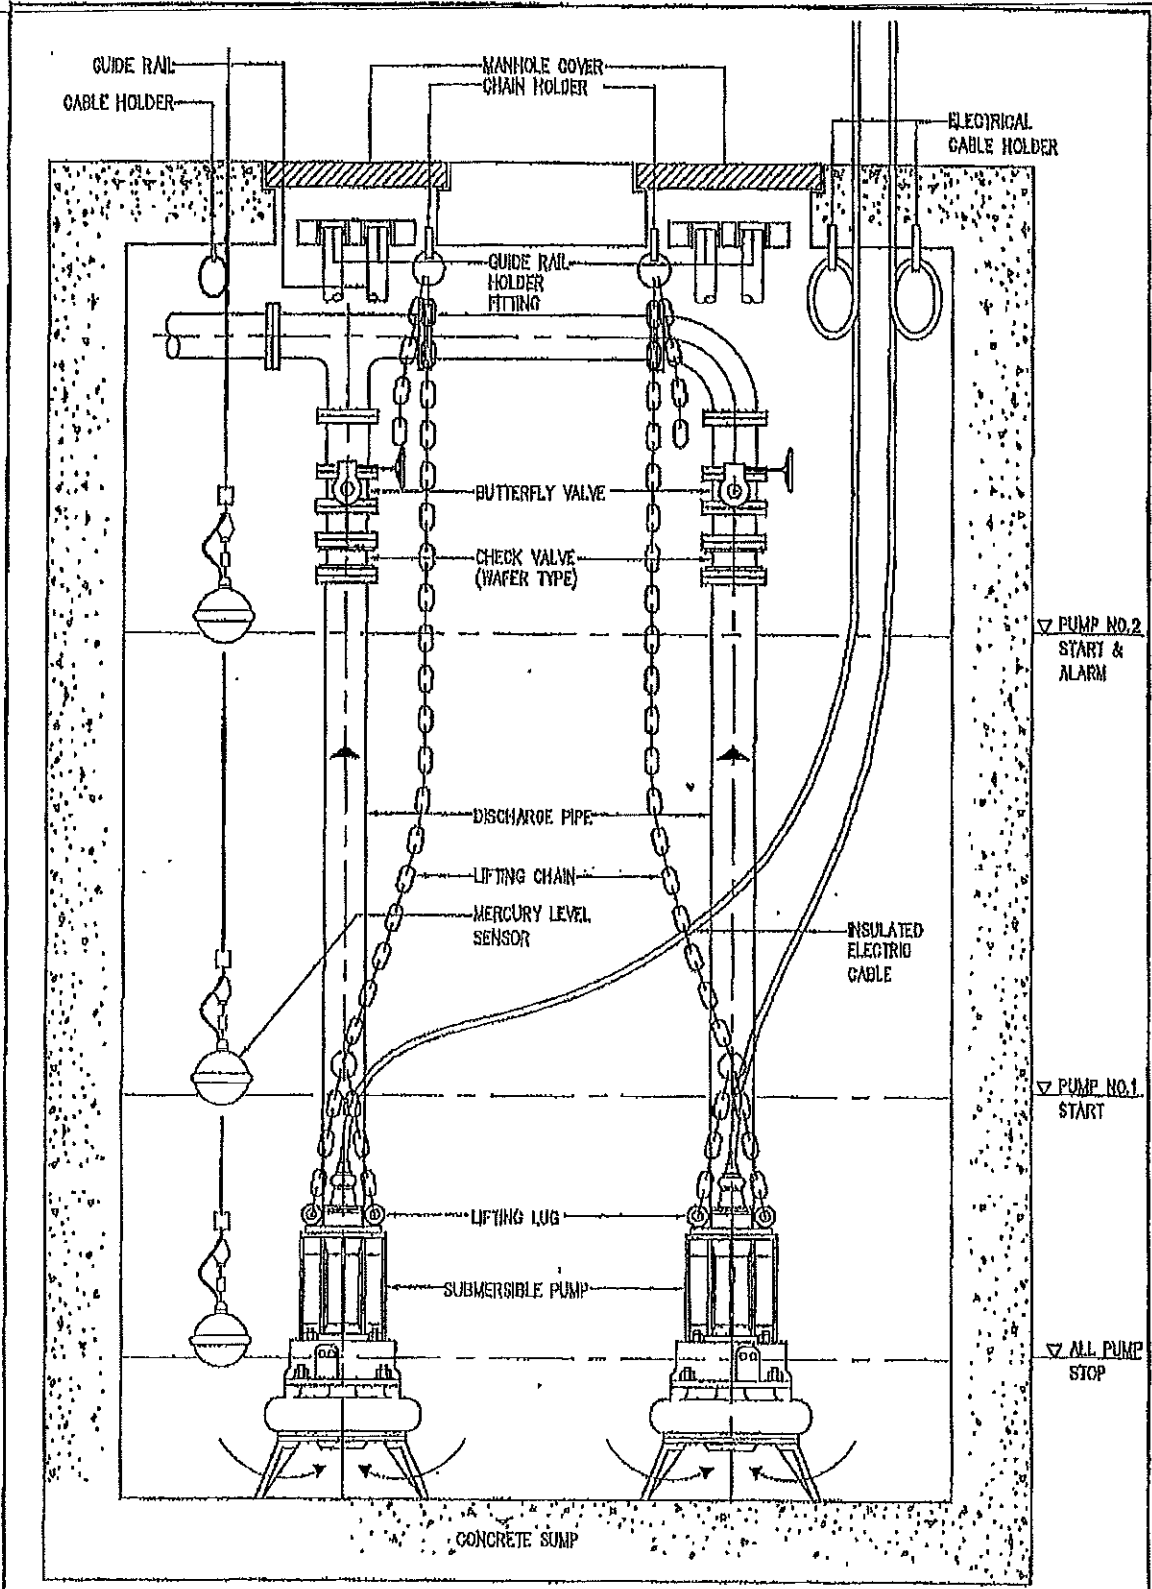 GUIDE RAIL
MANHOLE COVER
CHAIN HOLDER
CABLE HOLDER
ELECTRICAL
CABLE HOLDER
GUIDE RAIL
HOLDER
FITTING
BUTTERFLY VALVE
CHECK VALVE
(WAFER TYPE)
▽ PUMP NO.2
START &
ALARM
DISCHARGE PIPE
LIFTING CHAIN
MERCURY LEVEL
SENSOR
INSULATED
ELECTRIC
CABLE
▽ PUMP NO.1
START
LIFTING LUG
SUBMERSIBLE PUMP
▽ ALL PUMP
STOP
CONCRETE SUMP